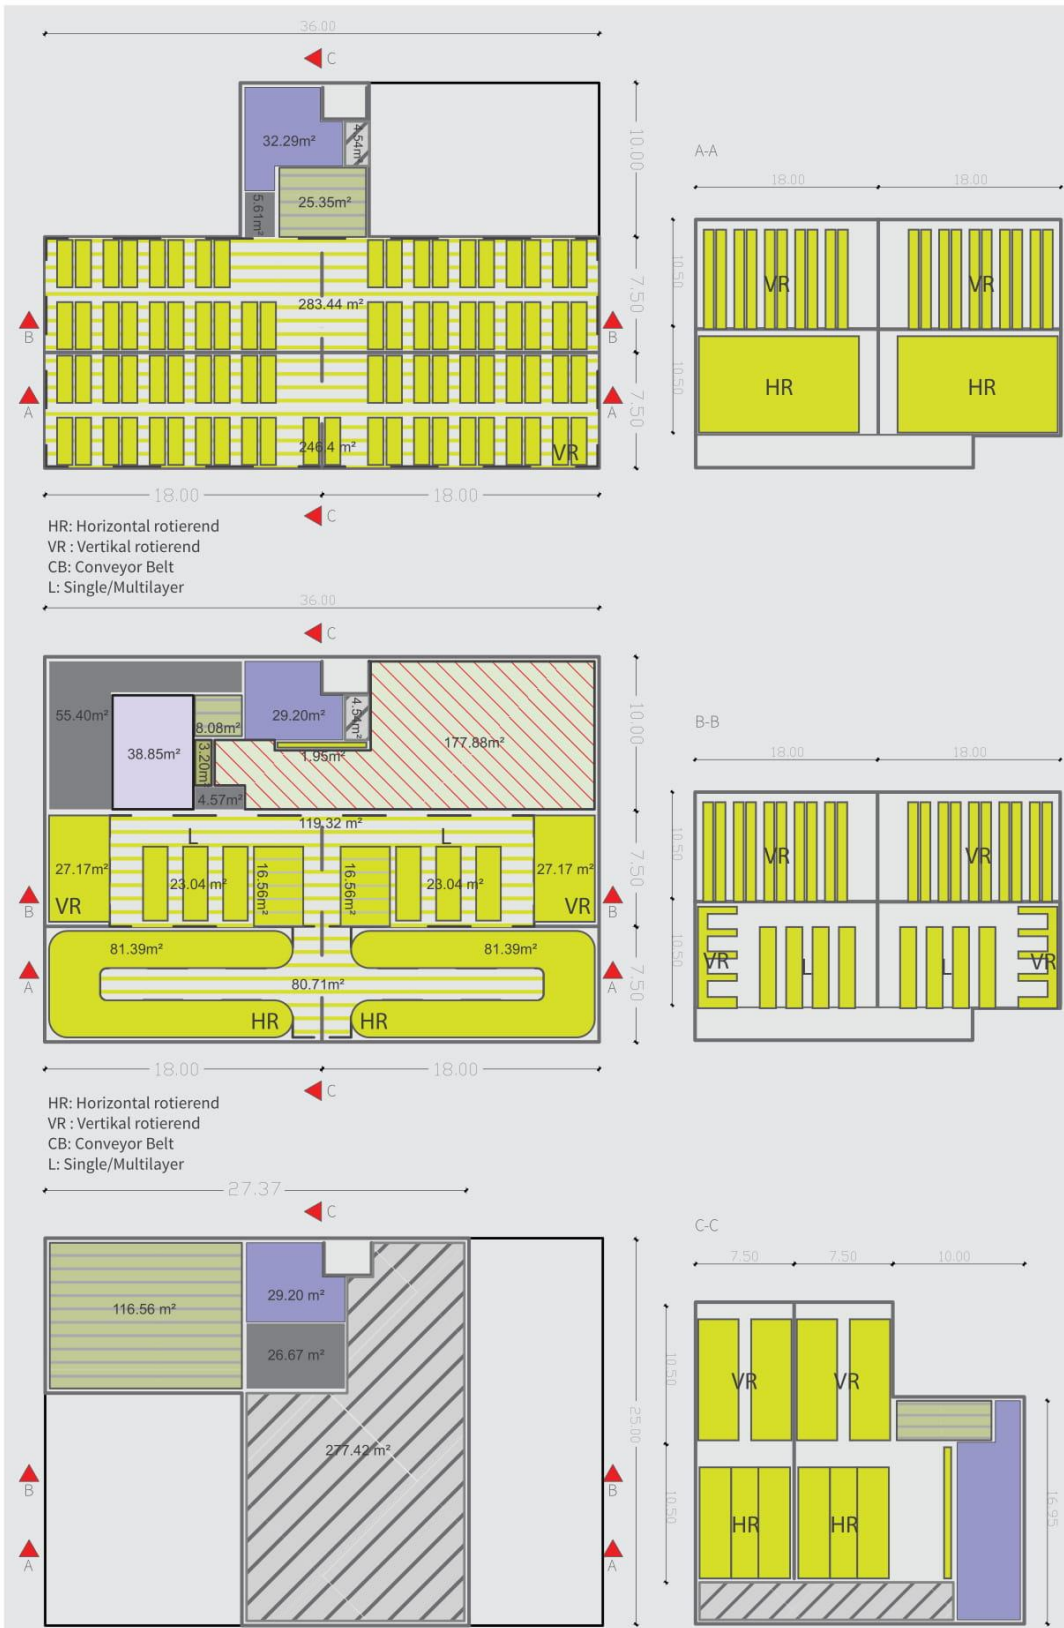 36.00
C
32.29m²
4.54m²
5.61m²
25.35m²
10.00
283.44 m²
7.50
B
B
A
A
7.50
246.4 m²
VR
18.00
18.00
C
HR: Horizontal rotierend
VR : Vertikal rotierend
CB: Conveyor Belt
L: Single/Multilayer
A-A
18.00
18.00
10.50
VR
VR
10.50
HR
HR
36.00
C
55.40m²
8.08m²
29.20m²
4.54m²
38.85m²
3.20m²
1.95m²
177.88m²
4.57m²
10.00
119.32 m²
L
L
27.17m²
23.04 m²
16.56m²
16.56m²
23.04 m²
27.17 m²
VR
VR
7.50
B
B
81.39m²
81.39m²
80.71m²
A
A
HR
HR
7.50
18.00
18.00
C
HR: Horizontal rotierend
VR : Vertikal rotierend
CB: Conveyor Belt
L: Single/Multilayer
B-B
18.00
18.00
10.50
VR
VR
10.50
VR
L
L
VR
27.37
C
116.56 m²
29.20 m²
26.67 m²
277.42 m²
25.00
B
B
A
A
C-C
7.50
7.50
10.00
10.50
VR
VR
10.50
HR
HR
16.95